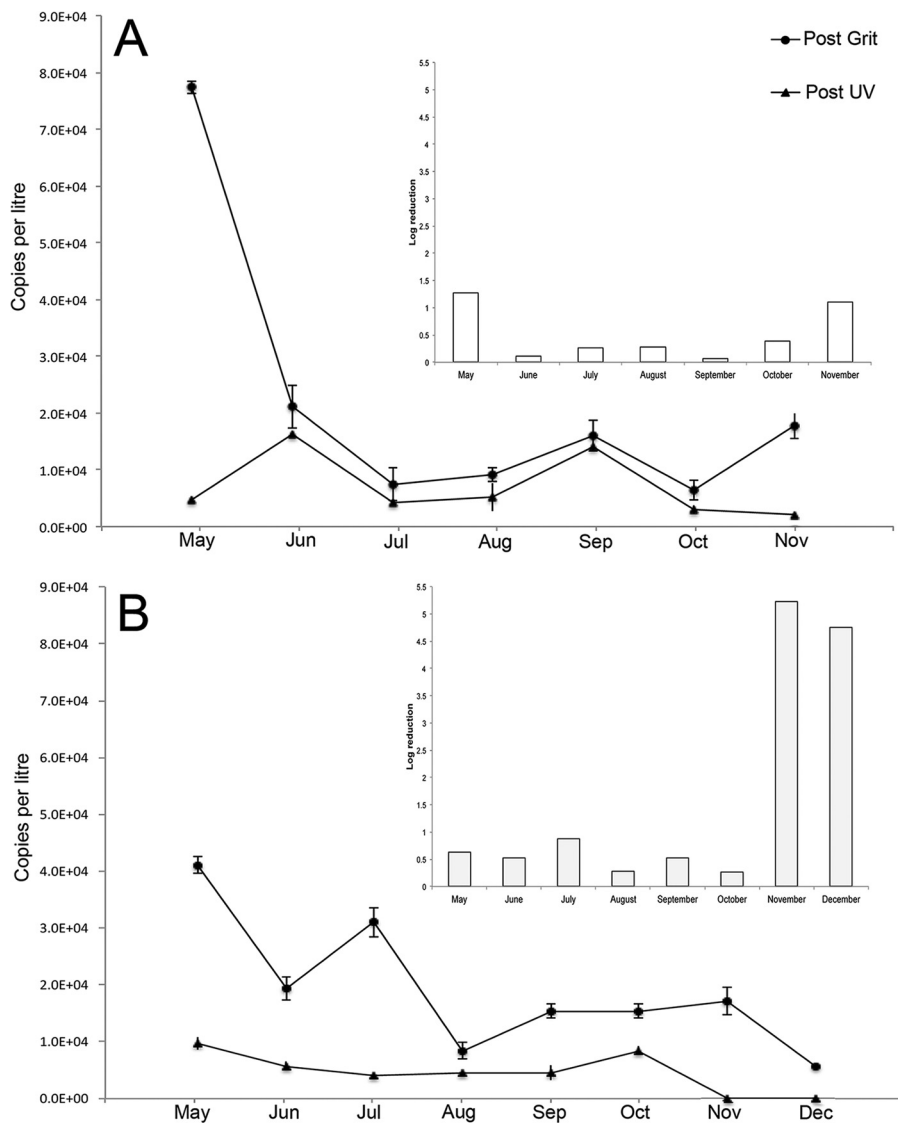 A
Post Grit
Post UV
Copies per litre
9.0E+04
8.0E+04
7.0E+04
6.0E+04
5.0E+04
4.0E+04
3.0E+04
2.0E+04
1.0E+04
0.0E+00
May Jun Jul Aug Sep Oct Nov
Log reduction
5.5
5
4.5
4
3.5
3
2.5
2
1.5
1
0.5
0
May June July August September October November
B
Copies per litre
9.0E+04
8.0E+04
7.0E+04
6.0E+04
5.0E+04
4.0E+04
3.0E+04
2.0E+04
1.0E+04
0.0E+00
May Jun Jul Aug Sep Oct Nov Dec
Log reduction
5.5
5
4.5
4
3.5
3
2.5
2
1.5
1
0.5
0
May June July August September October November December